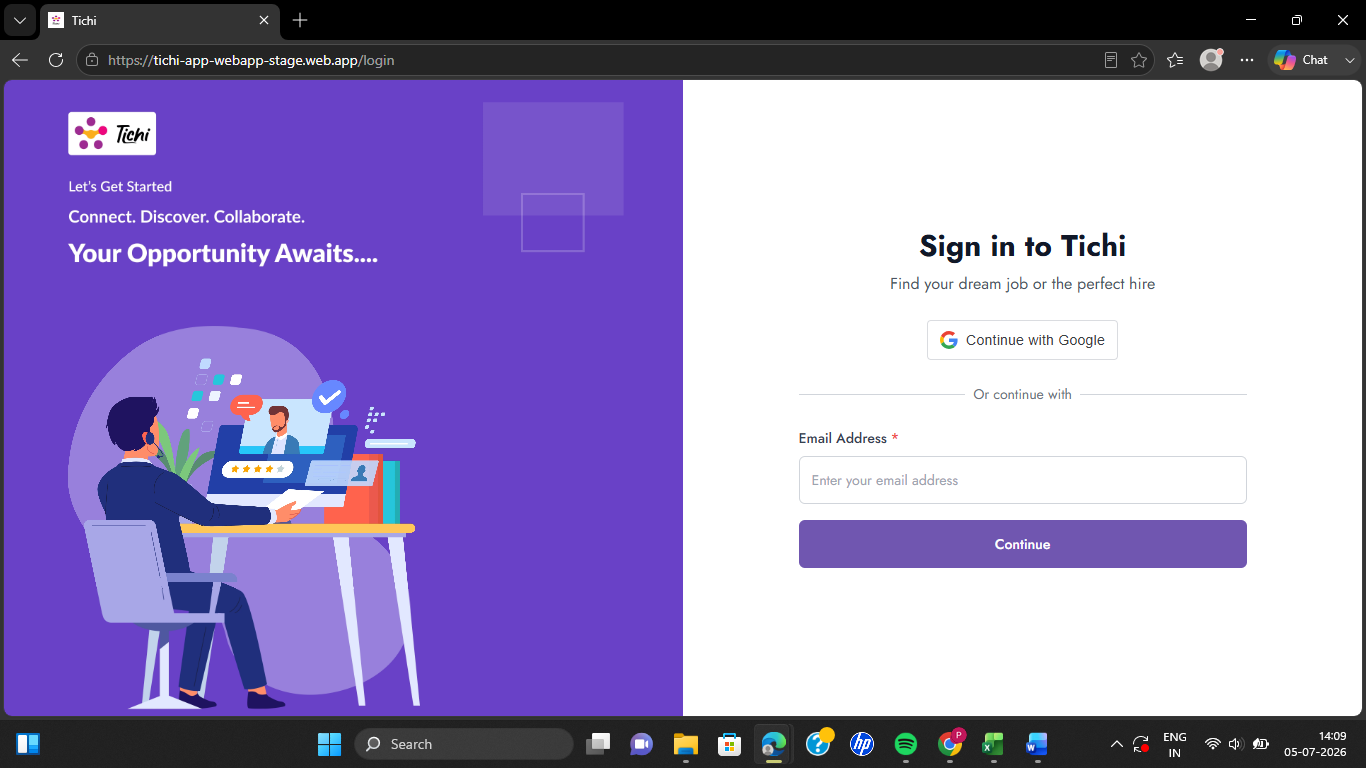 Tichi
https://tichi-app-webapp-stage.web.app/login
Chat
Tichi
Let's Get Started
Connect. Discover. Collaborate.
Your Opportunity Awaits....
Sign in to Tichi
Find your dream job or the perfect hire
Continue with Google
Or continue with
Email Address *
Enter your email address
Continue
Search
ENG
IN
14:09
05-07-2026